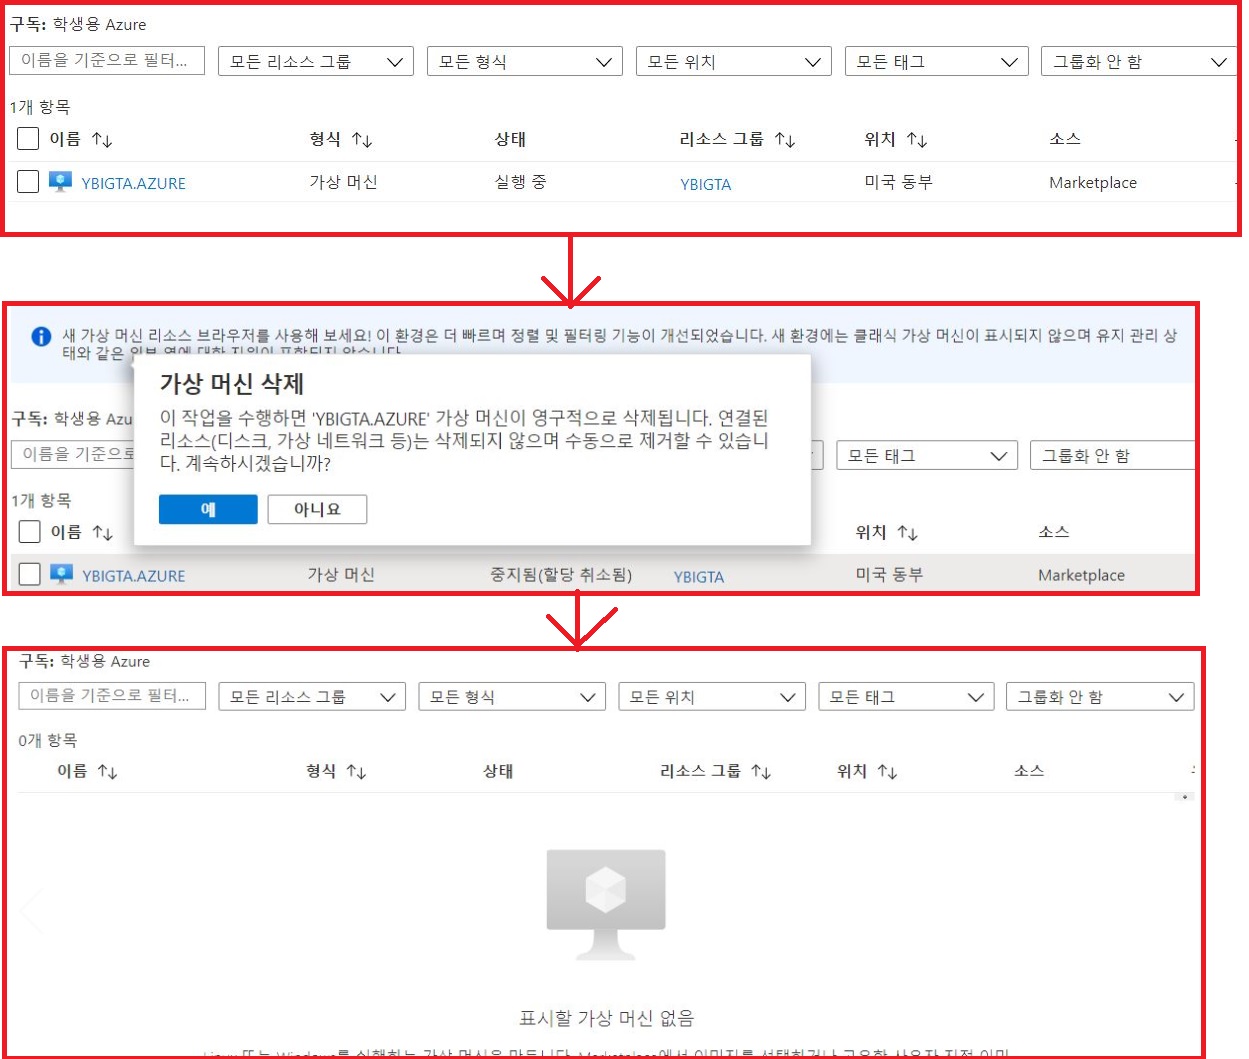 구독: 학생용 Azure
이름을 기준으로 필터... 모든 리소스 그룹 모든 형식 모든 위치 모든 태그 그룹화 안 함
1개 항목
이름 ↑↓ 형식 ↑↓ 상태 리소스 그룹 ↑↓ 위치 ↑↓ 소스
YBIGTA.AZURE 가상 머신 실행 중 YBIGTA 미국 동부 Marketplace
새 가상 머신 리소스 브라우저를 사용해 보세요! 이 환경은 더 빠르며 정렬 및 필터링 기능이 개선되었습니다. 새 환경에는 클래식 가상 머신이 표시되지 않으며 유지 관리 상
태와 같은 일부 열에 대한 지원이 포함되지 않습니다.
가상 머신 삭제
이 작업을 수행하면 'YBIGTA.AZURE' 가상 머신이 영구적으로 삭제됩니다. 연결된
리소스(디스크, 가상 네트워크 등)는 삭제되지 않으며 수동으로 제거할 수 있습니
다. 계속하시겠습니까?
예 아니요
구독: 학생용 Azu
이름을 기준으로 모든 태그 그룹화 안 함
1개 항목
이름 ↑↓ 위치 ↑↓ 소스
YBIGTA.AZURE 가상 머신 중지됨(할당 취소됨) YBIGTA 미국 동부 Marketplace
구독: 학생용 Azure
이름을 기준으로 필터... 모든 리소스 그룹 모든 형식 모든 위치 모든 태그 그룹화 안 함
0개 항목
이름 ↑↓ 형식 ↑↓ 상태 리소스 그룹 ↑↓ 위치 ↑↓ 소스
표시할 가상 머신 없음